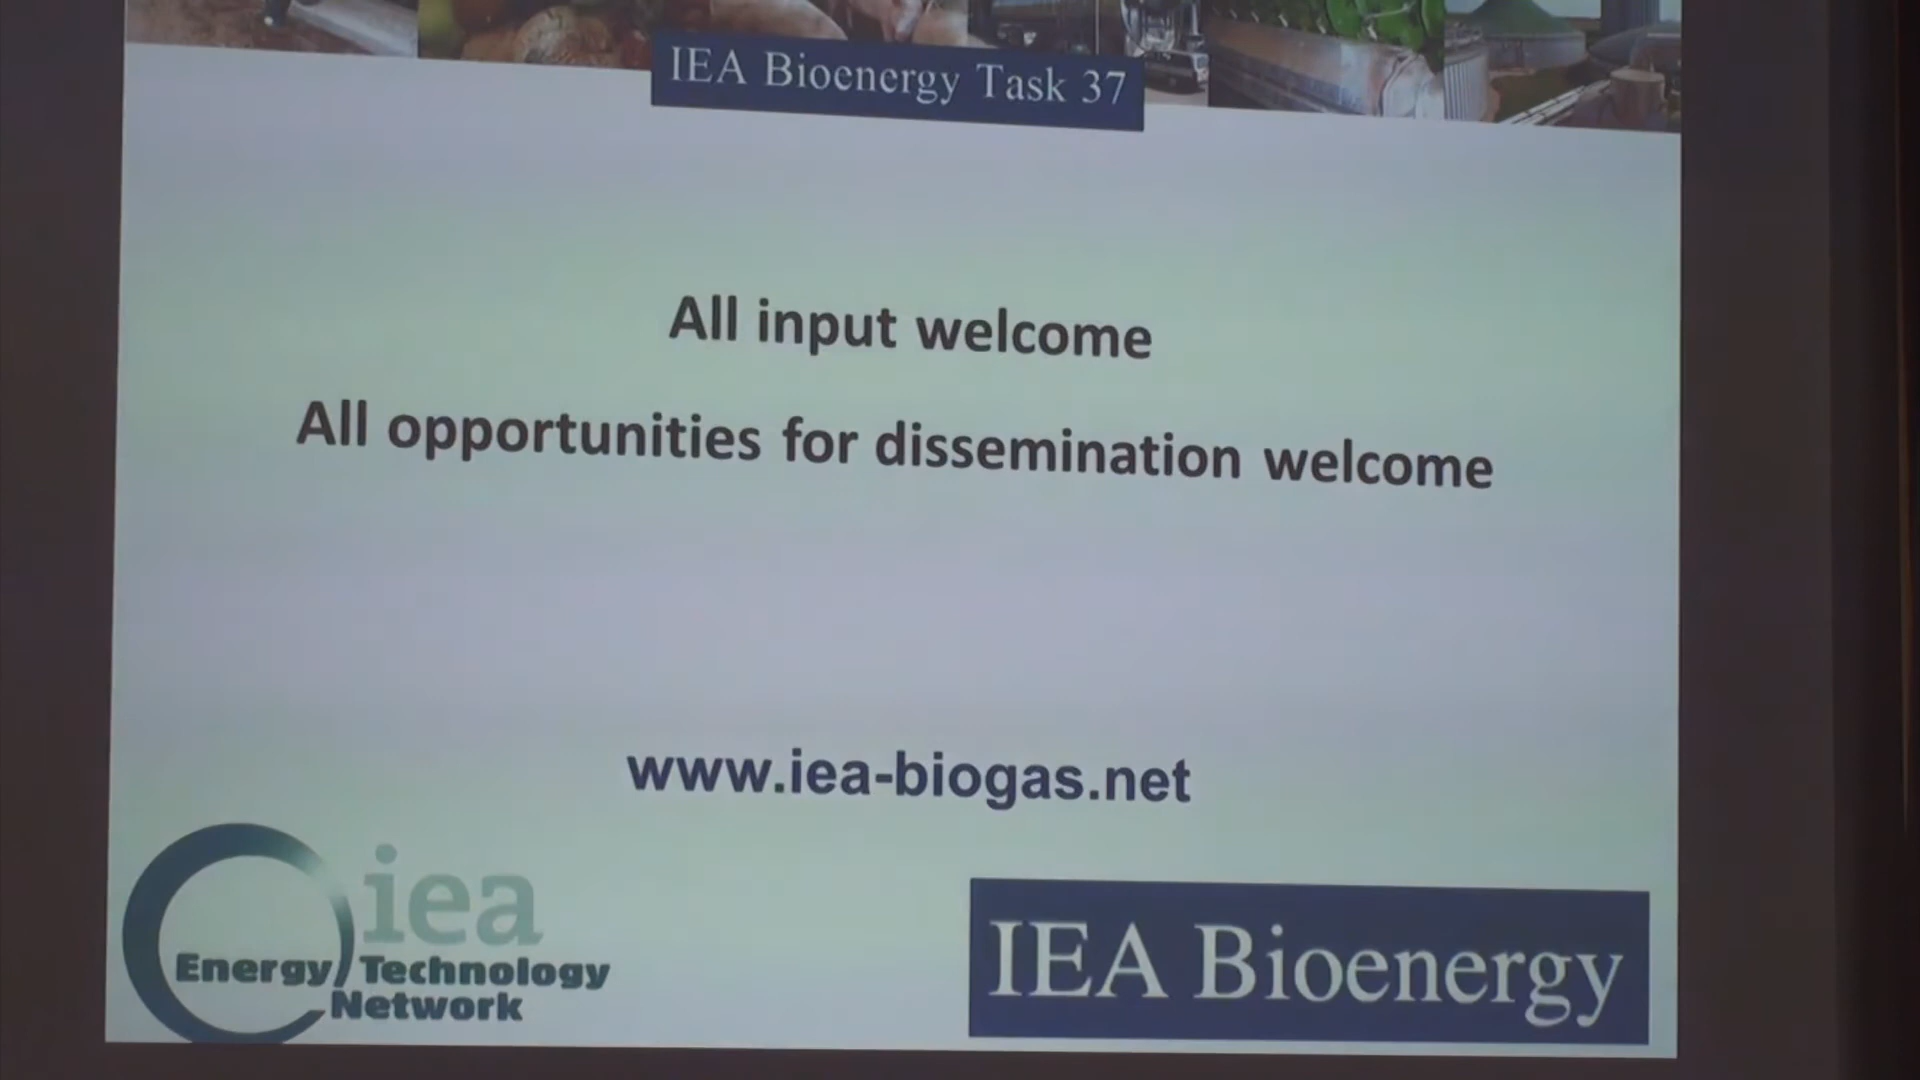 IEA Bioenergy Task 37
All input welcome
All opportunities for dissemination welcome
www.iea-biogas.net
iea
Energy Technology
Network
IEA Bioenergy